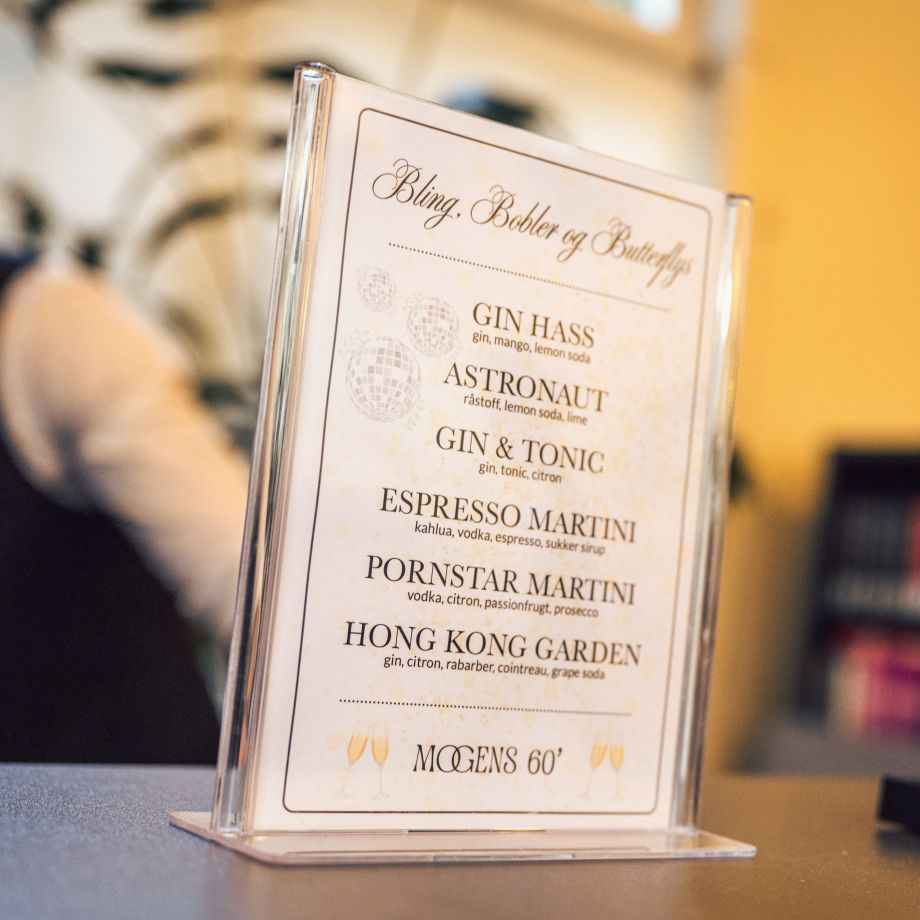 Bling, Bobler og Butterflys
GIN HASS
gin, mango, lemon soda
ASTRONAUT
råstoff, lemon soda, lime
GIN & TONIC
gin, tonic, citron
ESPRESSO MARTINI
kahlua, vodka, espresso, sukker sirup
PORNSTAR MARTINI
vodka, citron, passionfrugt, prosecco
HONG KONG GARDEN
gin, citron, rabarber, cointreau, grape soda
MOGENS 60'